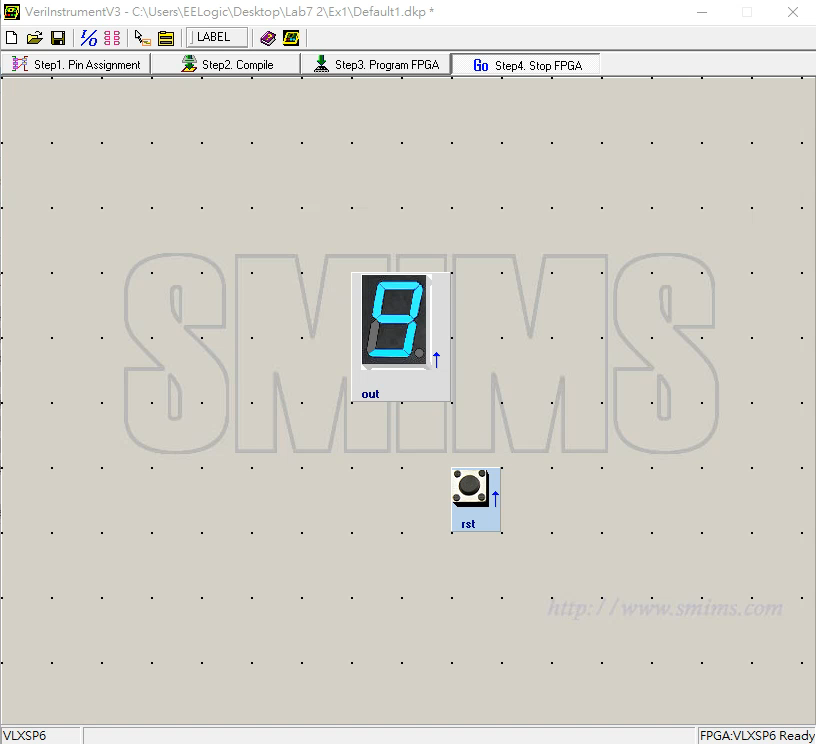 VeriInstrumentV3 - C:\Users\EELogic\Desktop\Lab7 2\Ex1\Default1.dkp *
I/O LABEL
Step1. Pin Assignment Step2. Compile Step3. Program FPGA Go Step4. Stop FPGA
SMIMS
9
out
rst
http://www.smims.com
VLXSP6 FPGA:VLXSP6 Ready